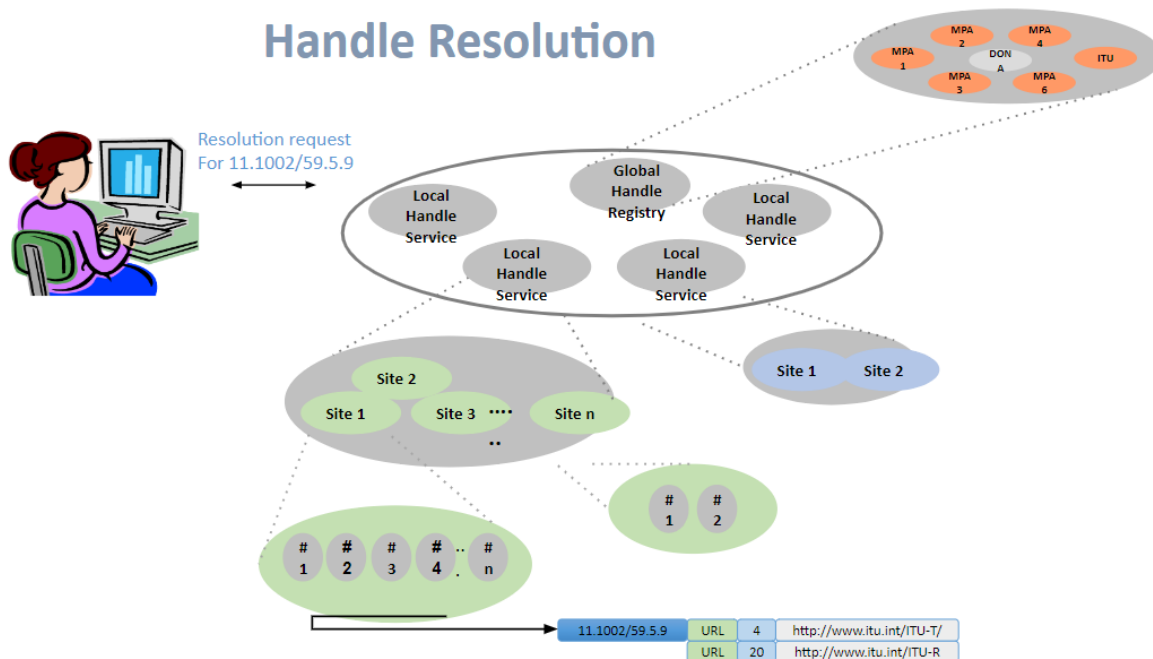 Handle Resolution
MPA
1
MPA
2
MPA
3
DON
A
MPA
4
MPA
6
ITU
Resolution request
For 11.1002/59.5.9
Local
Handle
Service
Global
Handle
Registry
Local
Handle
Service
Local
Handle
Service
Local
Handle
Service
Site 1
Site 2
Site 3
....
..
Site n
Site 1
Site 2
#
1
#
2
#
1
#
2
#
3
#
4
..
.
#
n
11.1002/59.5.9 URL 4 http://www.itu.int/ITU-T/
URL 20 http://www.itu.int/ITU-R